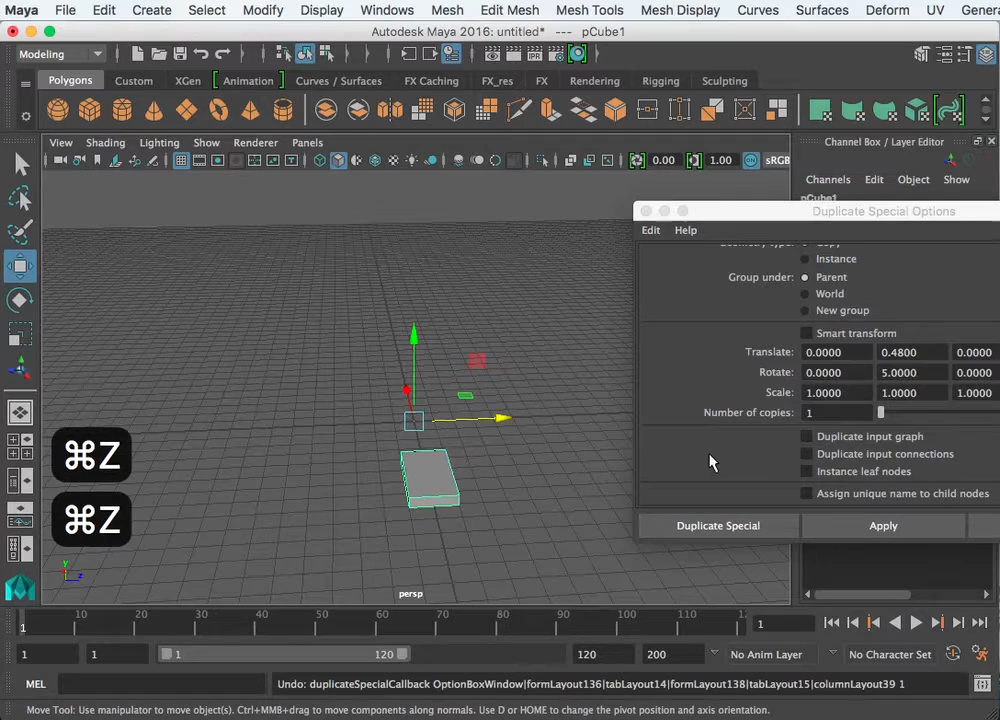 Maya File Edit Create Select Modify Display Windows Mesh Edit Mesh Mesh Tools Mesh Display Curves Surfaces Deform UV Genera
Autodesk Maya 2016: untitled* --- pCube1
Modeling
Polygons Custom XGen Animation Curves / Surfaces FX Caching FX_res FX Rendering Rigging Sculpting
View Shading Lighting Show Renderer Panels
0.00 1.00 sRGB
Channel Box / Layer Editor
Channels Edit Object Show
pCube1
Duplicate Special Options
Edit Help
Instance
Group under: Parent
World
New group
Smart transform
Translate: 0.0000 0.4800 0.0000
Rotate: 0.0000 5.0000 0.0000
Scale: 1.0000 1.0000 1.0000
Number of copies: 1
Duplicate input graph
Duplicate input connections
Instance leaf nodes
Assign unique name to child nodes
Duplicate Special Apply
⌘Z
⌘Z
y
z
persp
10 20 30 40 50 60 70 80 90 100 110 12
1
1
1 1 1 120 120 200 No Anim Layer No Character Set
MEL Undo: duplicateSpecialCallback OptionBoxWindow|formLayout136|tabLayout14|formLayout138|tabLayout15|columnLayout39 1
Move Tool: Use manipulator to move object(s). Ctrl+MMB+drag to move components along normals. Use D or HOME to change the pivot position and axis orientation.